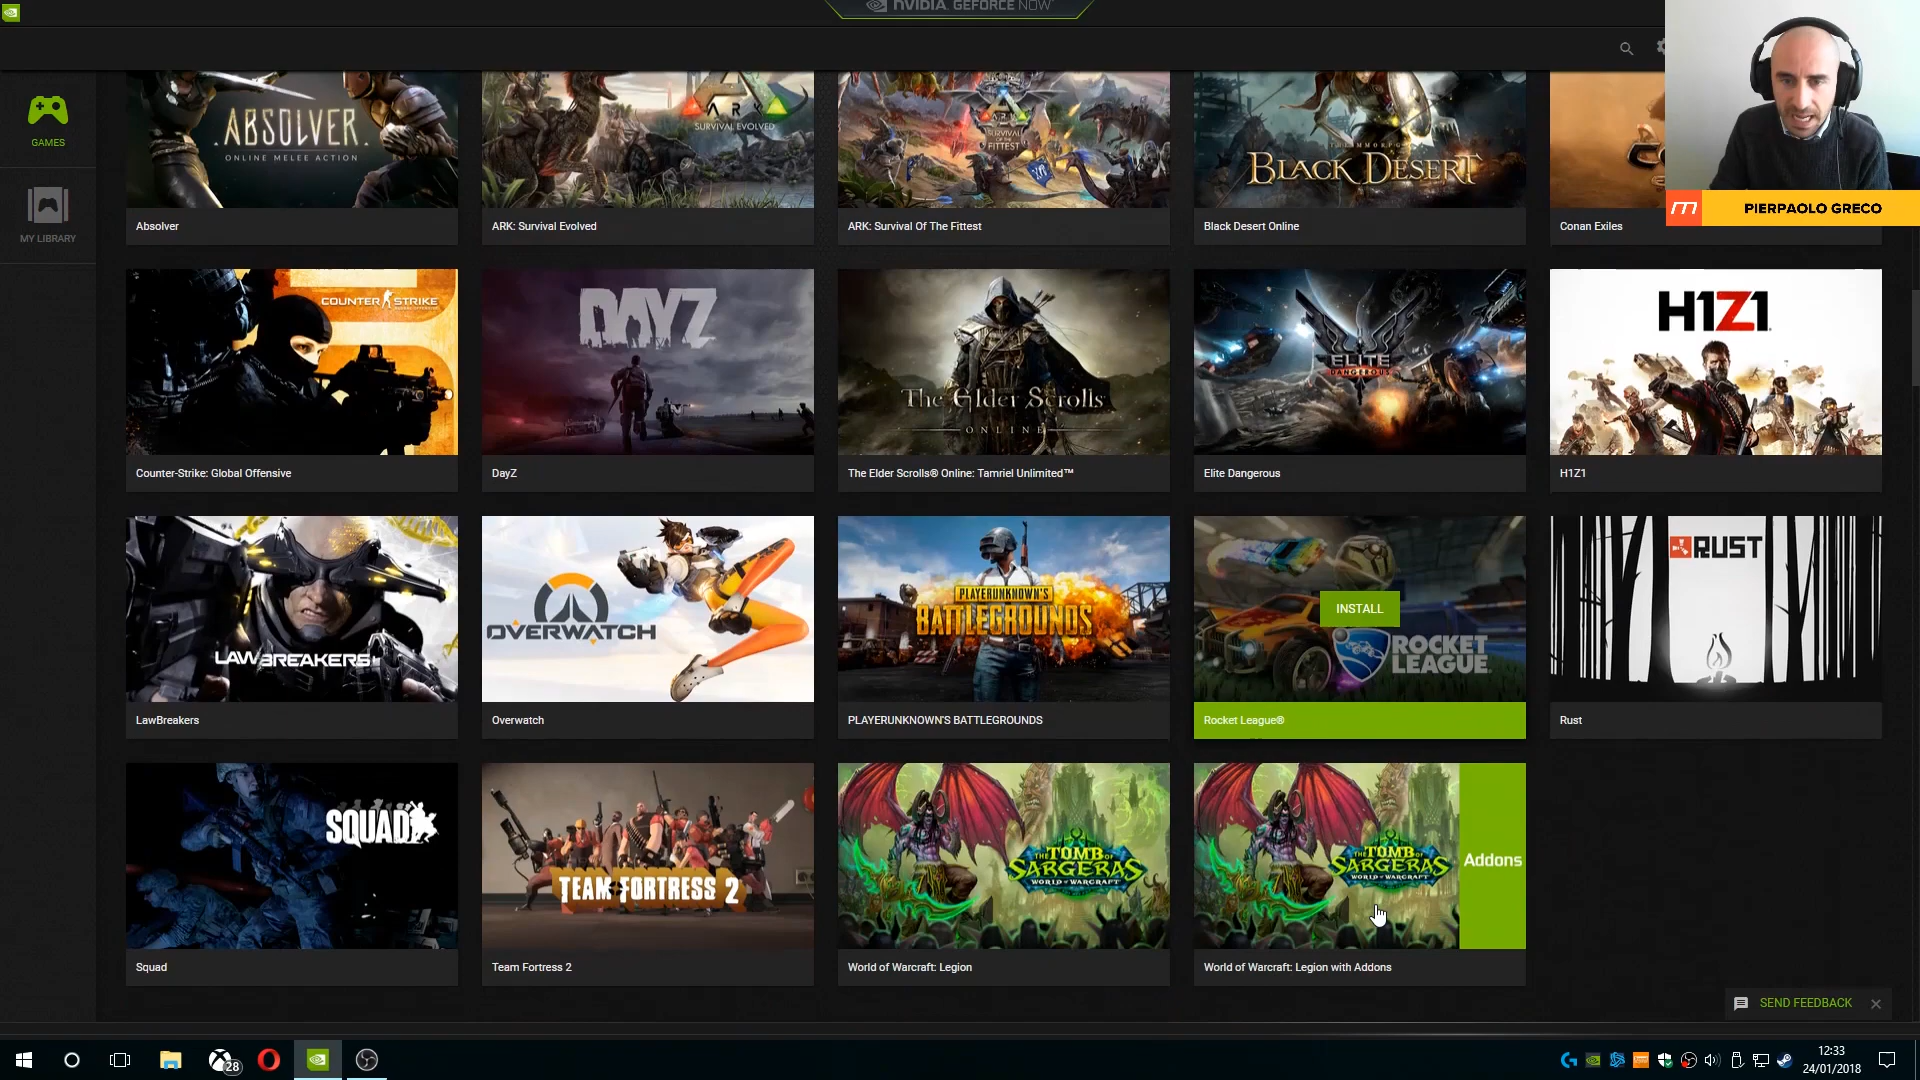 NVIDIA. GEFORCE NOW
GAMES
MY LIBRARY
ABSOLVER
ONLINE MELEE ACTION
Absolver
ARK
SURVIVAL EVOLVED
ARK: Survival Evolved
SURVIVAL
OF THE
FITTEST
ARK: Survival Of The Fittest
BLACK DESERT
Black Desert Online
Conan Exiles
PIERPAOLO GRECO
COUNTER STRIKE
Counter-Strike: Global Offensive
DAYZ
DayZ
The Elder Scrolls
ONLINE
The Elder Scrolls® Online: Tamriel Unlimited™
ELITE
DANGEROUS
Elite Dangerous
H1Z1
H1Z1
LAWBREAKERS
LawBreakers
OVERWATCH
Overwatch
PLAYERUNKNOWN'S
BATTLEGROUNDS
PLAYERUNKNOWN'S BATTLEGROUNDS
INSTALL
ROCKET
LEAGUE
Rocket League®
RUST
Rust
SQUAD
Squad
TEAM FORTRESS 2
Team Fortress 2
THE TOMB OF
SARGERAS
WORLD OF WARCRAFT
World of Warcraft: Legion
THE TOMB OF
SARGERAS
WORLD OF WARCRAFT
Addons
World of Warcraft: Legion with Addons
SEND FEEDBACK
28
12:33
24/01/2018